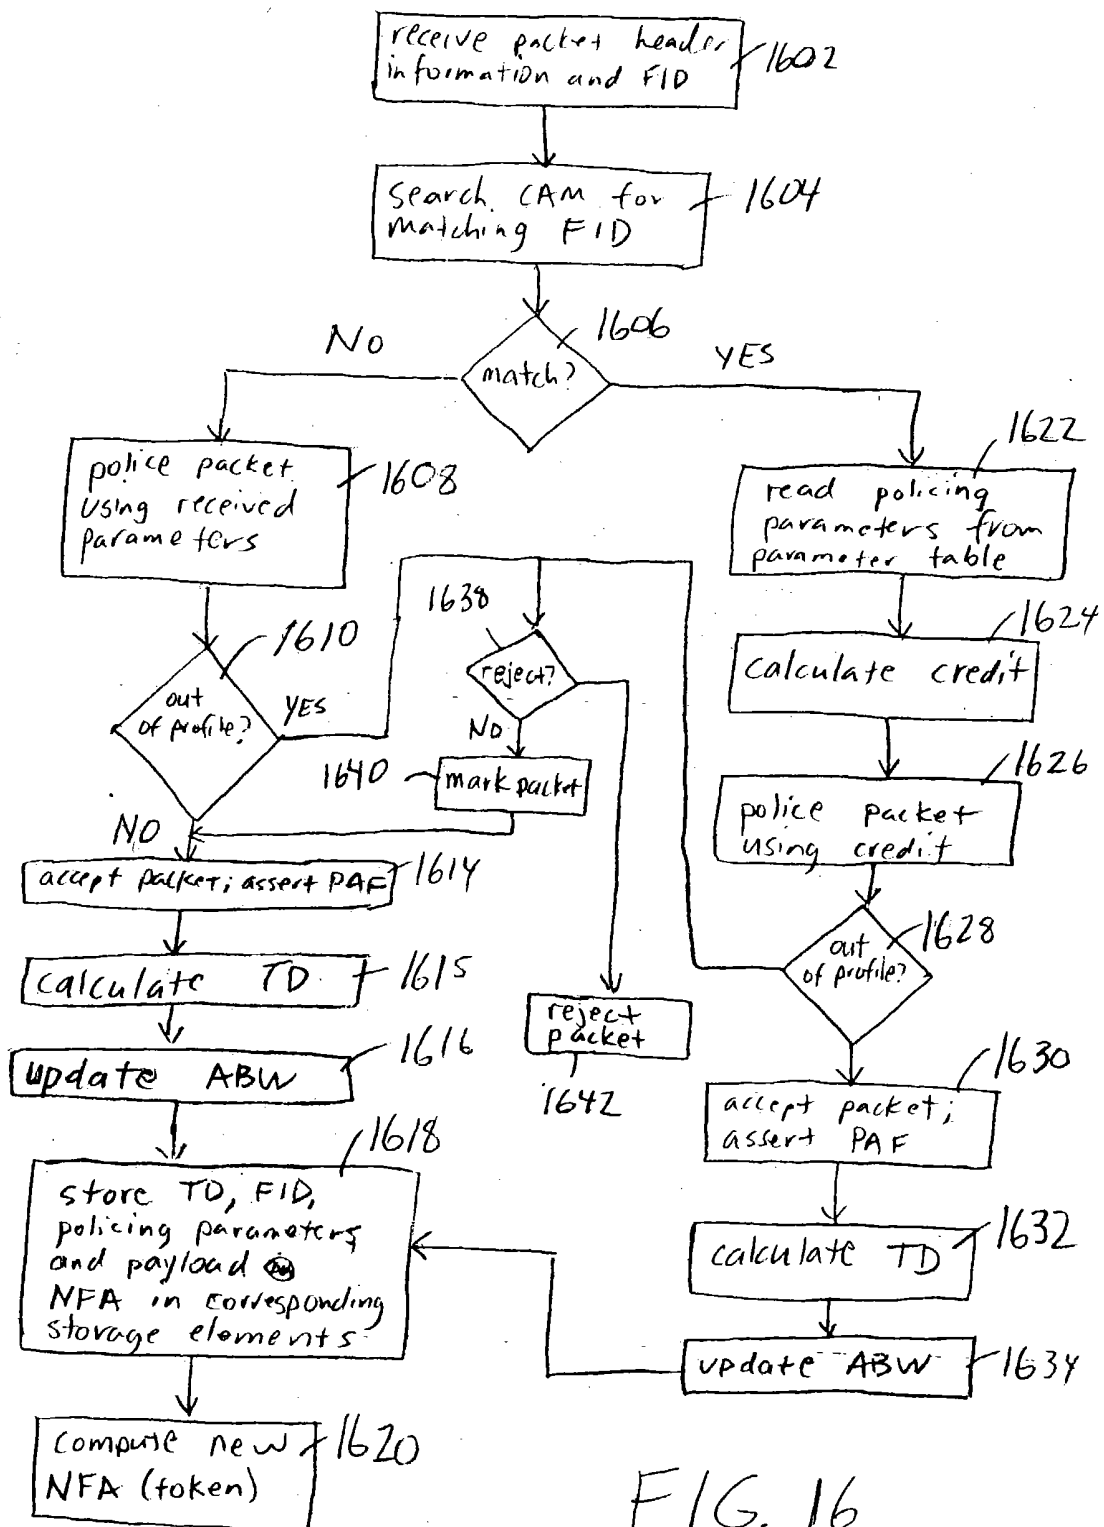 receive packet header
information and FID
1602
search CAM for
matching FID
1604
1606
match?
NO
YES
police packet
using received
parameters
1608
1622
read policing
parameters from
parameter table
1610
out
of profile?
YES
NO
1638
reject?
NO
1640
mark packet
1624
calculate credit
1626
police packet
using credit
accept packet; assert PAF
1614
calculate TD
1615
update ABW
1616
reject
packet
1642
1628
out
of profile?
1630
accept packet;
assert PAF
1618
store TD, FID,
policing parameters
and payload
NFA in corresponding
storage elements
calculate TD
1632
update ABW
1634
compute new
NFA (token)
1620
FIG. 16